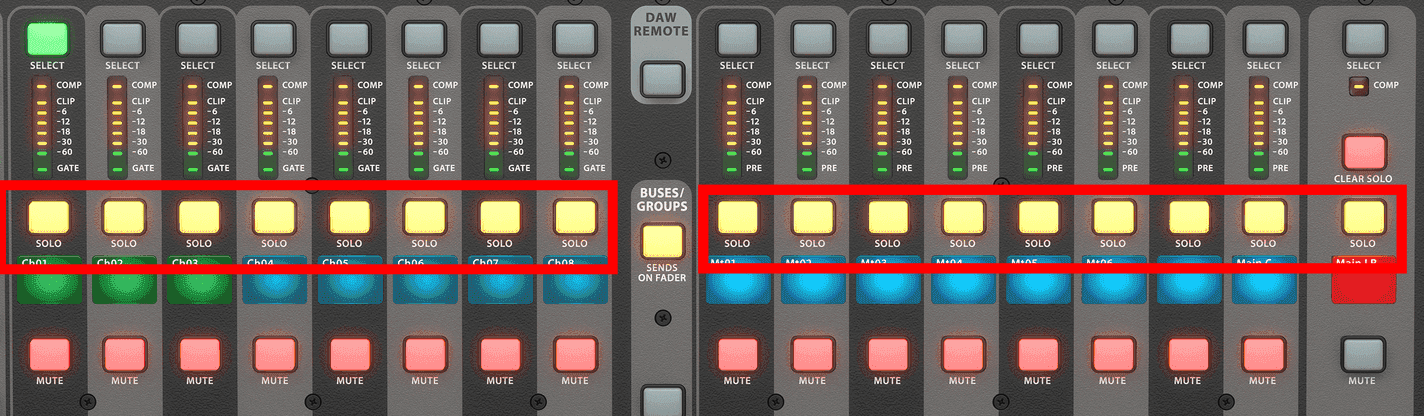 DAW
REMOTE
SELECT SELECT SELECT SELECT SELECT SELECT SELECT SELECT
SELECT SELECT SELECT SELECT SELECT SELECT SELECT SELECT SELECT
COMP COMP COMP COMP COMP COMP COMP COMP
COMP COMP COMP COMP COMP COMP COMP COMP COMP
CLIP CLIP CLIP CLIP CLIP CLIP CLIP CLIP
CLIP CLIP CLIP CLIP CLIP CLIP CLIP CLIP
-6 -6 -6 -6 -6 -6 -6 -6
-6 -6 -6 -6 -6 -6 -6 -6
-12 -12 -12 -12 -12 -12 -12 -12
-12 -12 -12 -12 -12 -12 -12 -12
-18 -18 -18 -18 -18 -18 -18 -18
-18 -18 -18 -18 -18 -18 -18 -18
-30 -30 -30 -30 -30 -30 -30 -30
-30 -30 -30 -30 -30 -30 -30 -30
-60 -60 -60 -60 -60 -60 -60 -60
-60 -60 -60 -60 -60 -60 -60 -60
GATE GATE GATE GATE GATE GATE GATE GATE
PRE PRE PRE PRE PRE PRE PRE PRE
CLEAR SOLO
BUSES/
GROUPS
SOLO SOLO SOLO SOLO SOLO SOLO SOLO SOLO
SOLO SOLO SOLO SOLO SOLO SOLO SOLO SOLO SOLO
SENDS
ON FADER
Ch01 Ch02 Ch03 Ch04 Ch05 Ch06 Ch07 Ch08
Main C
MUTE MUTE MUTE MUTE MUTE MUTE MUTE MUTE
MUTE MUTE MUTE MUTE MUTE MUTE MUTE MUTE MUTE